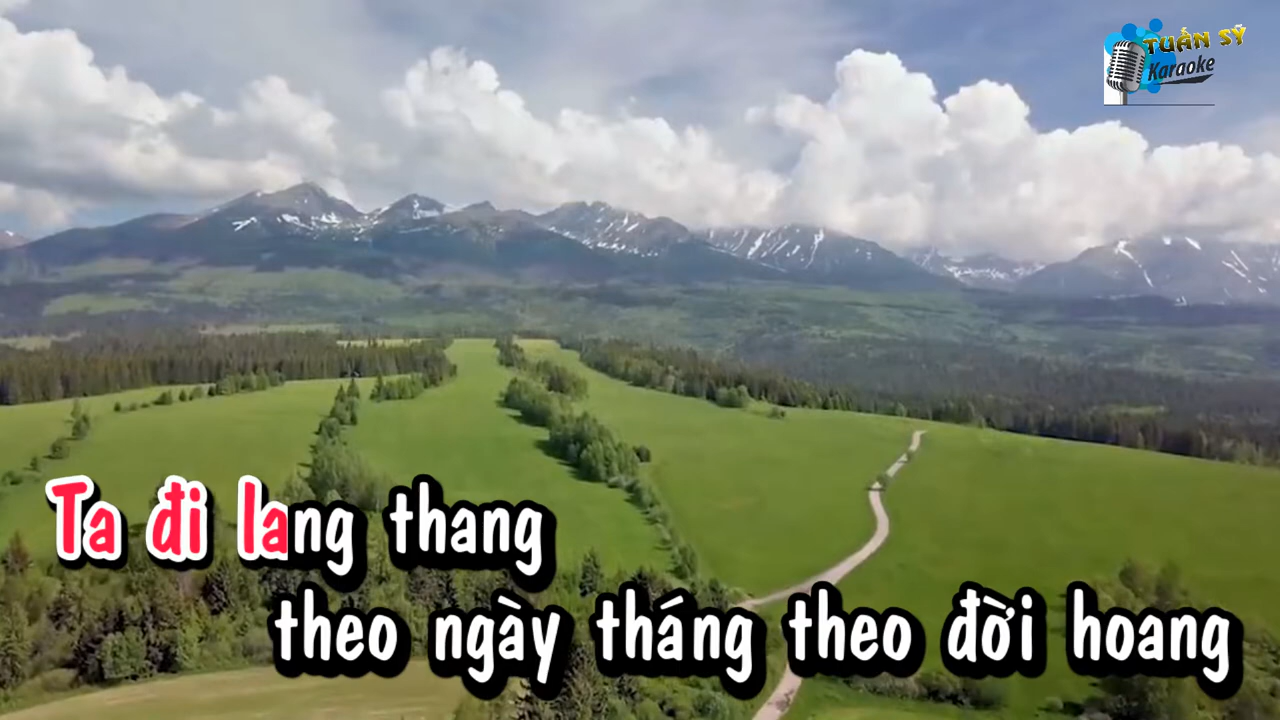 TUẤN SỸ
Karaoke
Ta đi lang thang
theo ngày tháng theo đời hoang